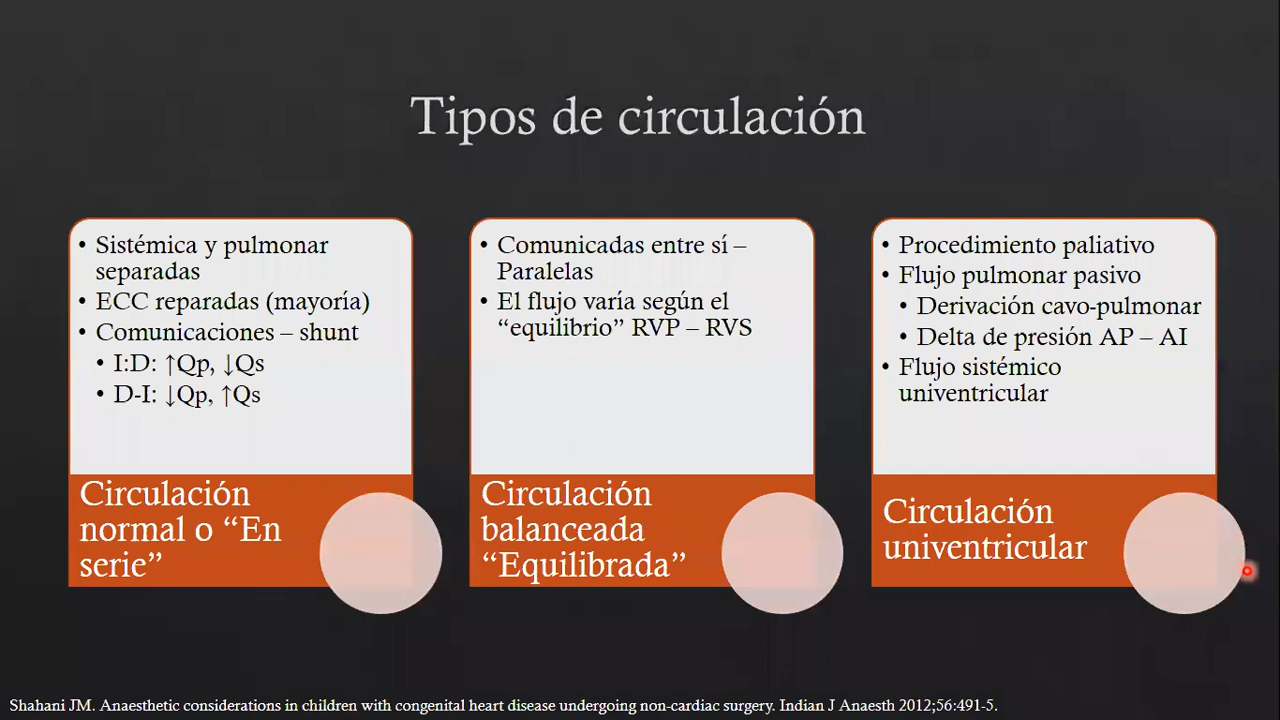 Tipos de circulación
• Sistémica y pulmonar
separadas
• ECC reparadas (mayoría)
• Comunicaciones – shunt
• I:D: ↑Qp, ↓Qs
• D-I: ↓Qp, ↑Qs
Circulación
normal o “En
serie”
• Comunicadas entre sí –
Paralelas
• El flujo varía según el
“equilibrio” RVP – RVS
Circulación
balanceada
“Equilibrada”
• Procedimiento paliativo
• Flujo pulmonar pasivo
• Derivación cavo-pulmonar
• Delta de presión AP – AI
• Flujo sistémico
univentricular
Circulación
univentricular
Shahani JM. Anaesthetic considerations in children with congenital heart disease undergoing non-cardiac surgery. Indian J Anaesth 2012;56:491-5.